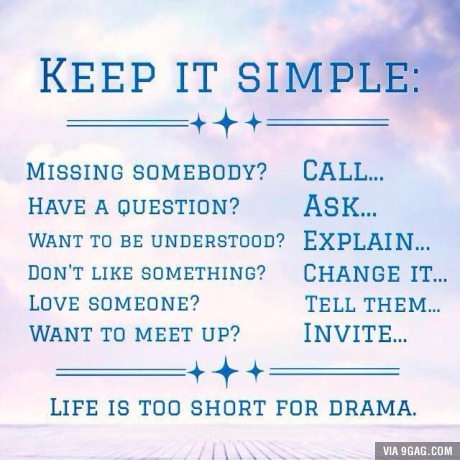 KEEP IT SIMPLE:
MISSING SOMEBODY? CALL...
HAVE A QUESTION? ASK...
WANT TO BE UNDERSTOOD? EXPLAIN...
DON'T LIKE SOMETHING? CHANGE IT...
LOVE SOMEONE? TELL THEM...
WANT TO MEET UP? INVITE...
LIFE IS TOO SHORT FOR DRAMA.
VIA 9GAG.COM